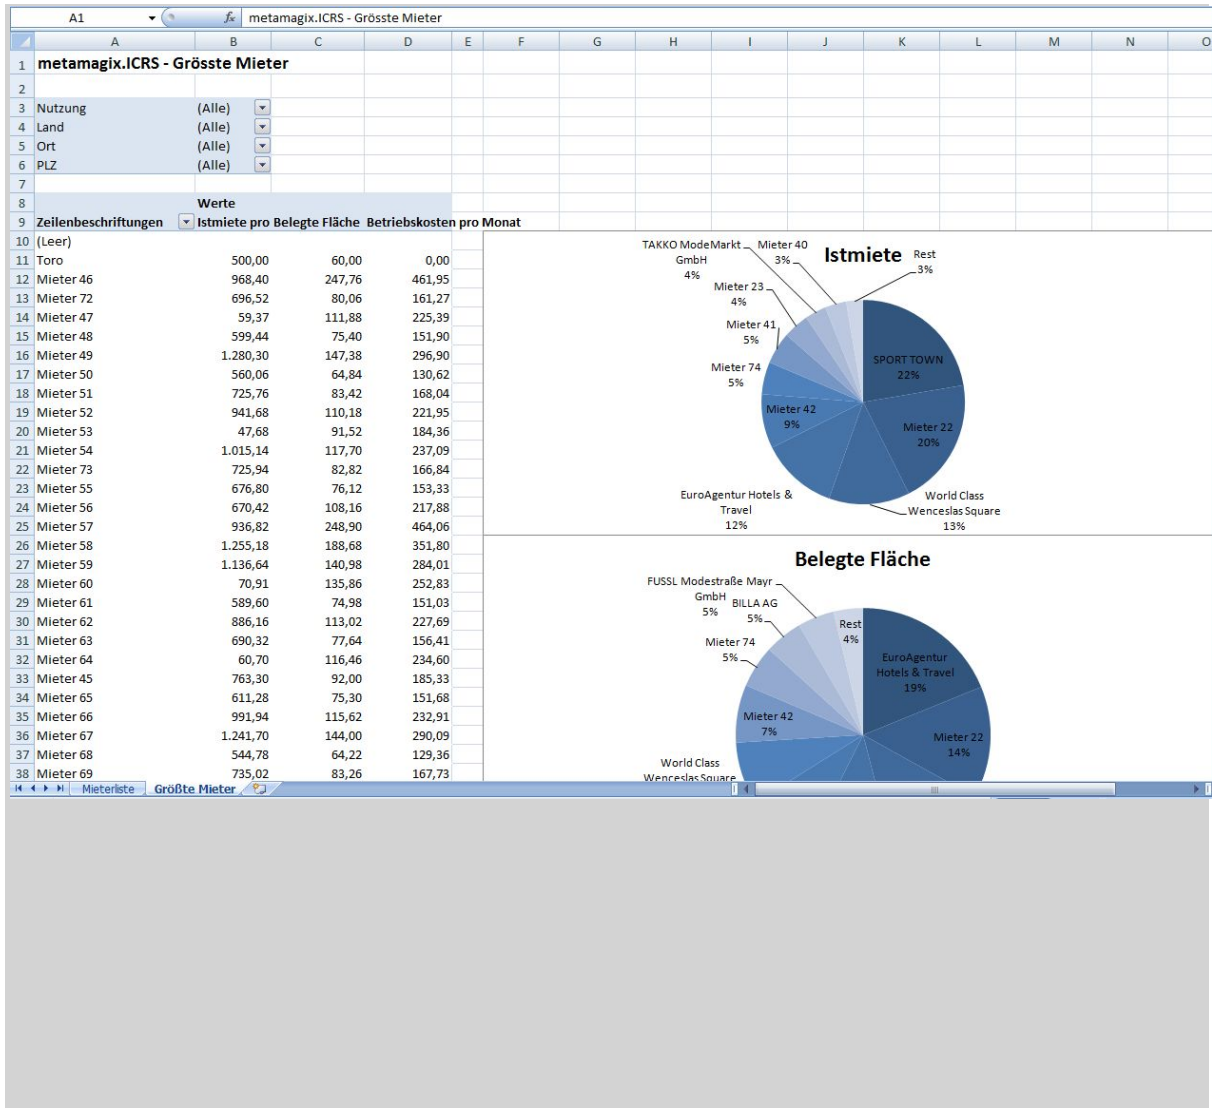 A1 fx metamagix.ICRS - Grösste Mieter
A B C D E F G H I J K L M N O
1 metamagix.ICRS - Grösste Mieter
2
3 Nutzung (Alle)
4 Land (Alle)
5 Ort (Alle)
6 PLZ (Alle)
7
8 Werte
9 Zeilenbeschriftungen Istmiete pro Belegte Fläche Betriebskosten pro Monat
10 (Leer)
11 Toro 500,00 60,00 0,00
12 Mieter 46 968,40 247,76 461,95
13 Mieter 72 696,52 80,06 161,27
14 Mieter 47 59,37 111,88 225,39
15 Mieter 48 599,44 75,40 151,90
16 Mieter 49 1.280,30 147,38 296,90
17 Mieter 50 560,06 64,84 130,62
18 Mieter 51 725,76 83,42 168,04
19 Mieter 52 941,68 110,18 221,95
20 Mieter 53 47,68 91,52 184,36
21 Mieter 54 1.015,14 117,70 237,09
22 Mieter 73 725,94 82,82 166,84
23 Mieter 55 676,80 76,12 153,33
24 Mieter 56 670,42 108,16 217,88
25 Mieter 57 936,82 248,90 464,06
26 Mieter 58 1.255,18 188,68 351,80
27 Mieter 59 1.136,64 140,98 284,01
28 Mieter 60 70,91 135,86 252,83
29 Mieter 61 589,60 74,98 151,03
30 Mieter 62 886,16 113,02 227,69
31 Mieter 63 690,32 77,64 156,41
32 Mieter 64 60,70 116,46 234,60
33 Mieter 45 763,30 92,00 185,33
34 Mieter 65 611,28 75,30 151,68
35 Mieter 66 991,94 115,62 232,91
36 Mieter 67 1.241,70 144,00 290,09
37 Mieter 68 544,78 64,22 129,36
38 Mieter 69 735,02 83,26 167,73
Istmiete
TAKKO ModeMarkt
GmbH
4%
Mieter 40
3%
Rest
3%
Mieter 23
4%
Mieter 41
5%
Mieter 74
5%
Mieter 42
9%
SPORT TOWN
22%
Mieter 22
20%
EuroAgentur Hotels &
Travel
12%
World Class
Wenceslas Square
13%
Belegte Fläche
FUSSL Modestraße Mayr
GmbH
5%
BILLA AG
5%
Rest
4%
Mieter 74
5%
EuroAgentur
Hotels & Travel
19%
Mieter 42
7%
Mieter 22
14%
World Class
Wenceslas Square
Mieterliste Größte Mieter